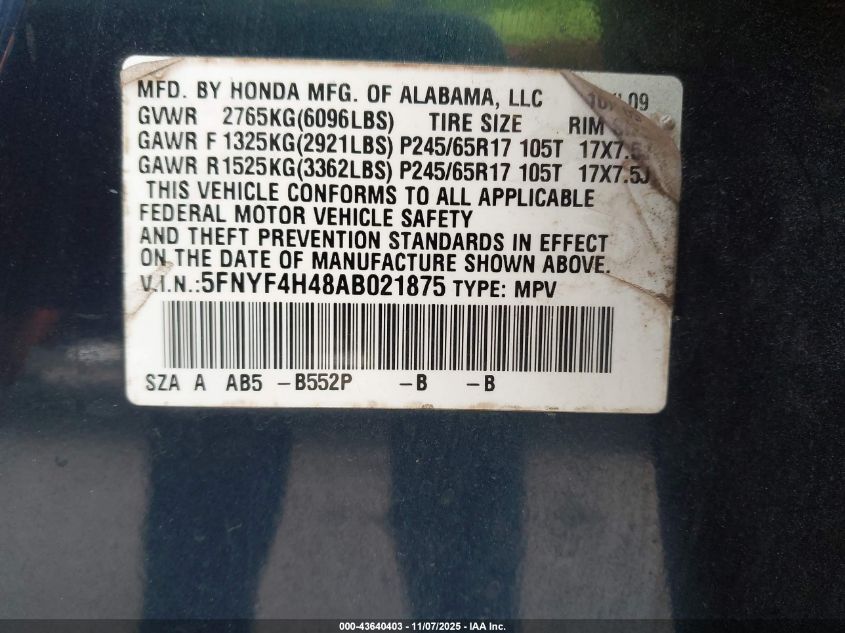 MFD. BY HONDA MFG. OF ALABAMA, LLC 09
GVWR 2765KG(6096LBS) TIRE SIZE RIM
GAWR F 1325KG(2921LBS) P245/65R17 105T 17X7.5J
GAWR R1525KG(3362LBS) P245/65R17 105T 17X7.5J
THIS VEHICLE CONFORMS TO ALL APPLICABLE
FEDERAL MOTOR VEHICLE SAFETY
AND THEFT PREVENTION STANDARDS IN EFFECT
ON THE DATE OF MANUFACTURE SHOWN ABOVE.
V.I.N.:5FNYF4H48AB021875 TYPE: MPV
SZA A AB5 -B552P -B -B
000-43640403 — 11/07/2025 - IAA Inc.